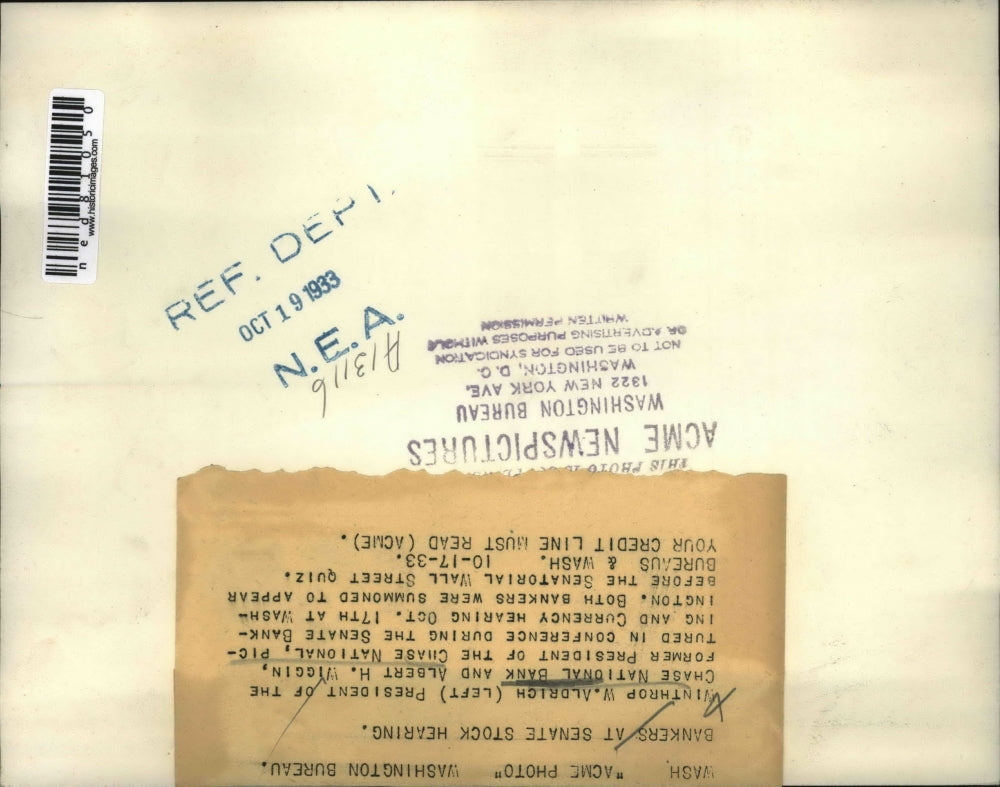 WASH "ACME PHOTO" WASHINGTON BUREAU.
BANKERS AT SENATE STOCK HEARING.
WINTHROP W.ALDRICH (LEFT) PRESIDENT OF THE
CHASE NATIONAL BANK AND ALBERT H. WIGGIN,
FORMER PRESIDENT OF THE CHASE NATIONAL, PIC-
TURED IN CONFERENCE DURING THE SENATE BANK-
ING AND CURRENCY HEARING OCT. 17TH AT WASH-
INGTON. BOTH BANKERS WERE SUMMONED TO APPEAR
BEFORE THE SENATORIAL WALL STREET QUIZ.
BUREAUS & WASH. 10-17-33.
YOUR CREDIT LINE MUST READ (ACME).
THIS PHOTO
ACME NEWSPICTURES
WASHINGTON BUREAU
1322 NEW YORK AVE.
WASHINGTON, D. C.
NOT TO BE USED FOR SYNDICATION
OR ADVERTISING PURPOSES WITHOUT
WRITTEN PERMISSION
REF. DEPT.
OCT 19 1933
N.E.A.
A13116
ned81050
www.historicimages.com